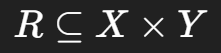 R ⊆ X × Y